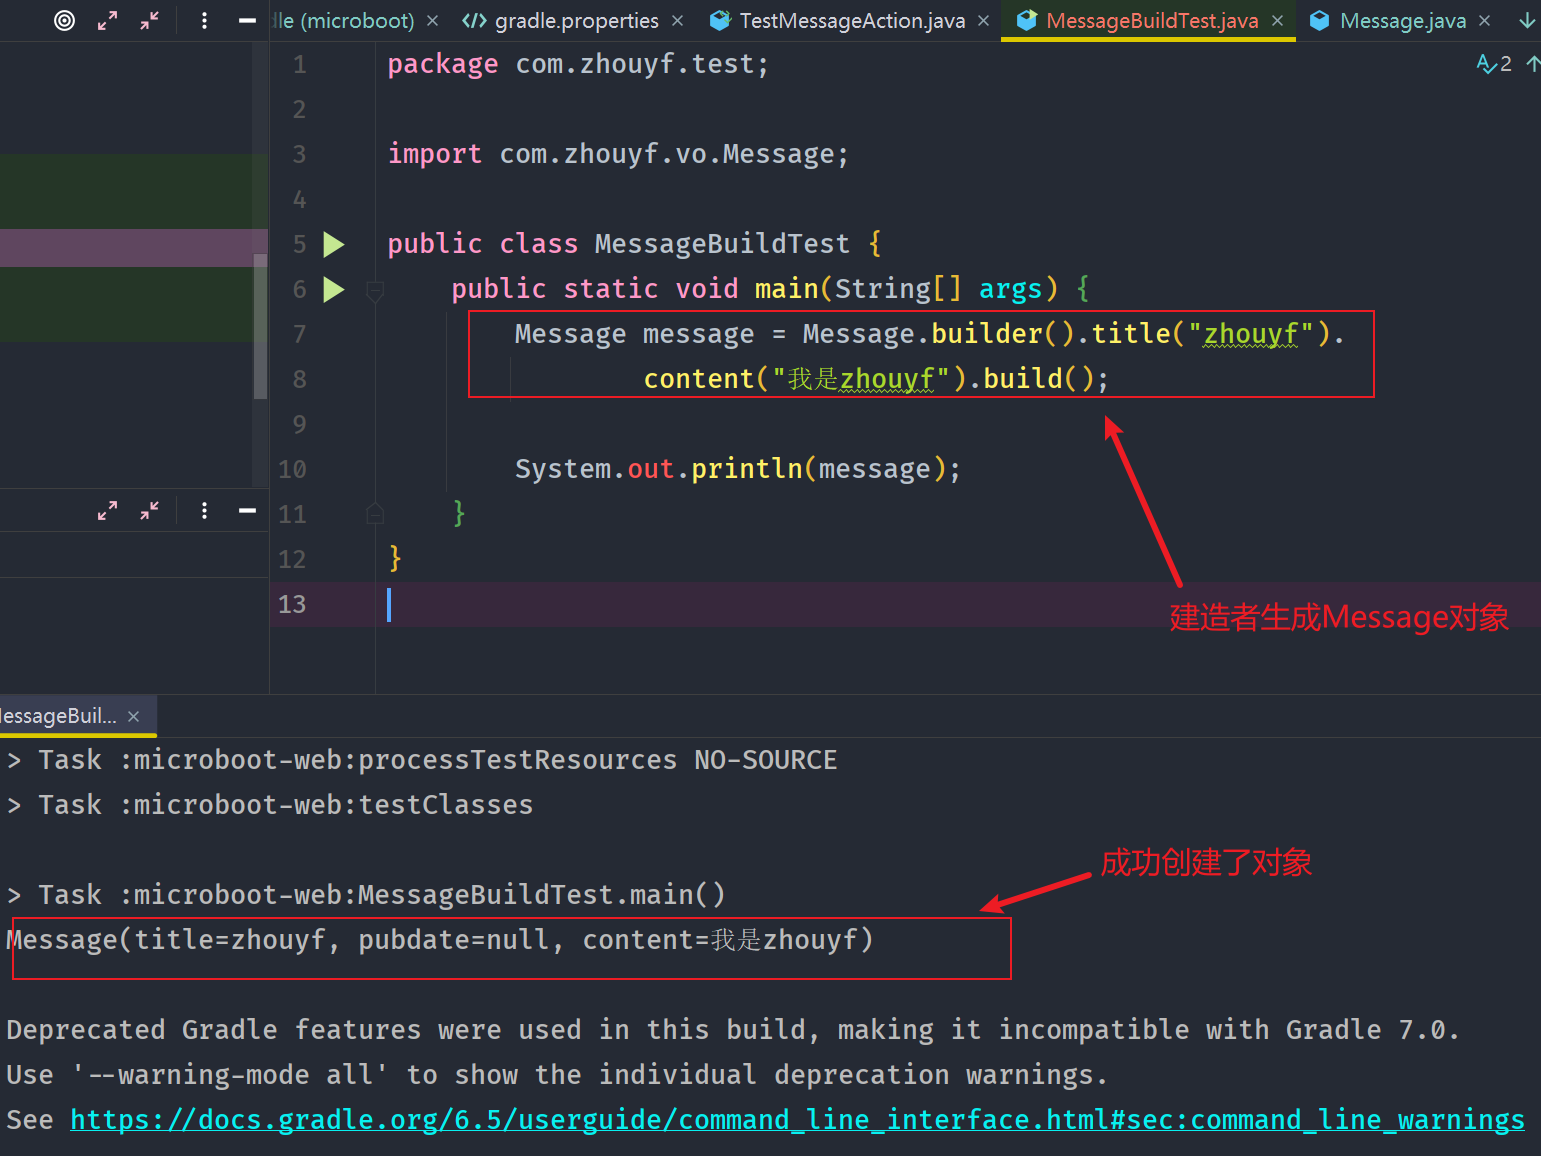 dle (microboot)
gradle.properties
TestMessageAction.java
MessageBuildTest.java
Message.java
2
1 package com.zhouyf.test;
2
3 import com.zhouyf.vo.Message;
4
5 public class MessageBuildTest {
6 public static void main(String[] args) {
7 Message message = Message.builder().title("zhouyf").
8 content("我是zhouyf").build();
9
10 System.out.println(message);
11 }
12 }
13
建造者生成Message对象
lessageBuil...
> Task :microboot-web:processTestResources NO-SOURCE
> Task :microboot-web:testClasses
成功创建了对象
> Task :microboot-web:MessageBuildTest.main()
Message(title=zhouyf, pubdate=null, content=我是zhouyf)
Deprecated Gradle features were used in this build, making it incompatible with Gradle 7.0.
Use '--warning-mode all' to show the individual deprecation warnings.
See https://docs.gradle.org/6.5/userguide/command_line_interface.html#sec:command_line_warnings